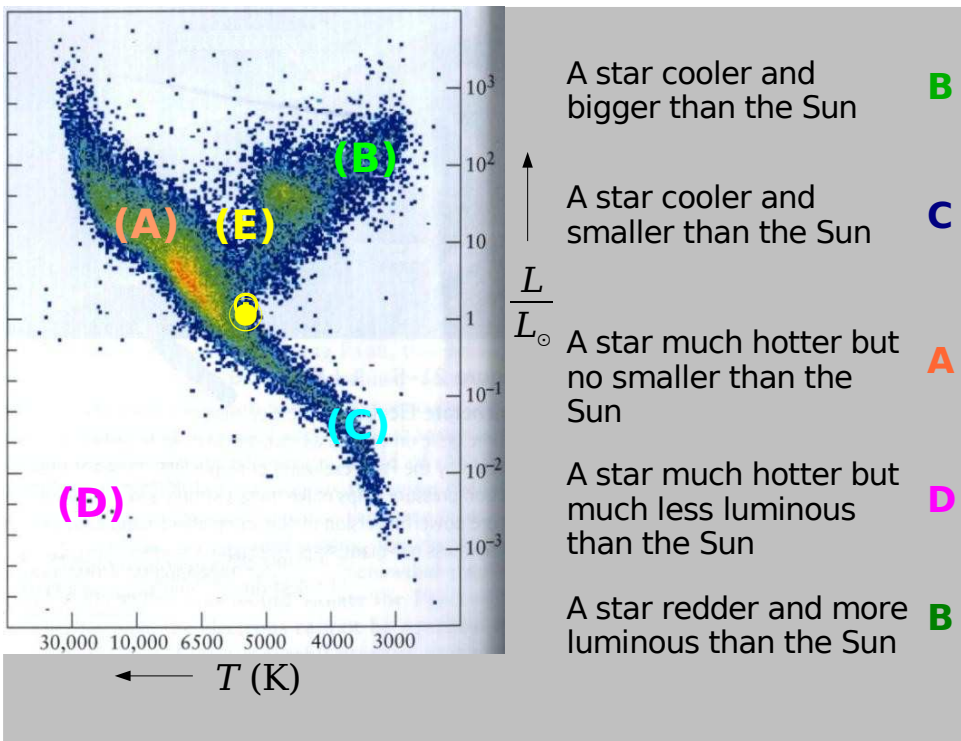 10³
10²
10
1
10⁻¹
10⁻²
10⁻³
(A)
(B)
(E)
(C)
(D)
30,000 10,000 6500 5000 4000 3000
T (K)
L
L☉
A star cooler and
bigger than the Sun
B
A star cooler and
smaller than the Sun
C
A star much hotter but
no smaller than the
Sun
A
A star much hotter but
much less luminous
than the Sun
D
A star redder and more
luminous than the Sun
B